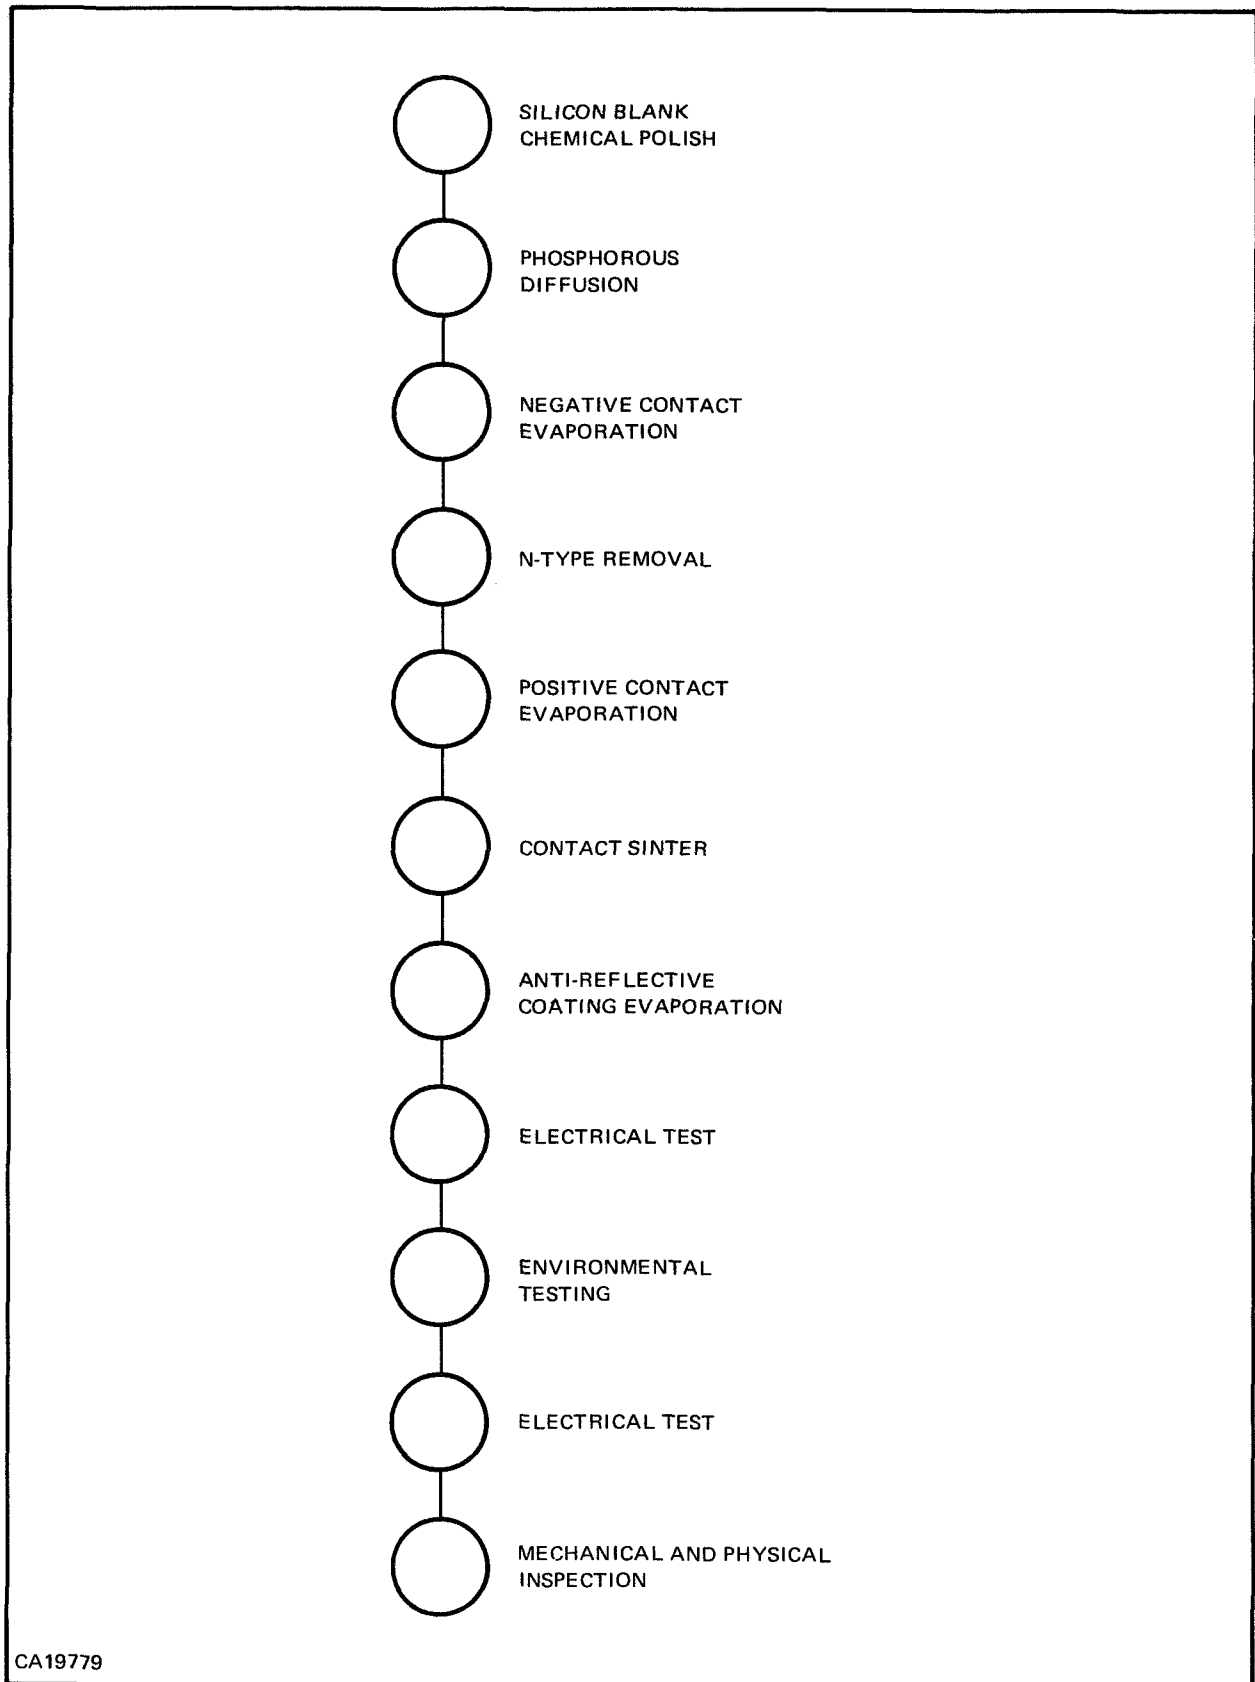 SILICON BLANK
CHEMICAL POLISH
PHOSPHOROUS
DIFFUSION
NEGATIVE CONTACT
EVAPORATION
N-TYPE REMOVAL
POSITIVE CONTACT
EVAPORATION
CONTACT SINTER
ANTI-REFLECTIVE
COATING EVAPORATION
ELECTRICAL TEST
ENVIRONMENTAL
TESTING
ELECTRICAL TEST
MECHANICAL AND PHYSICAL
INSPECTION
CA19779